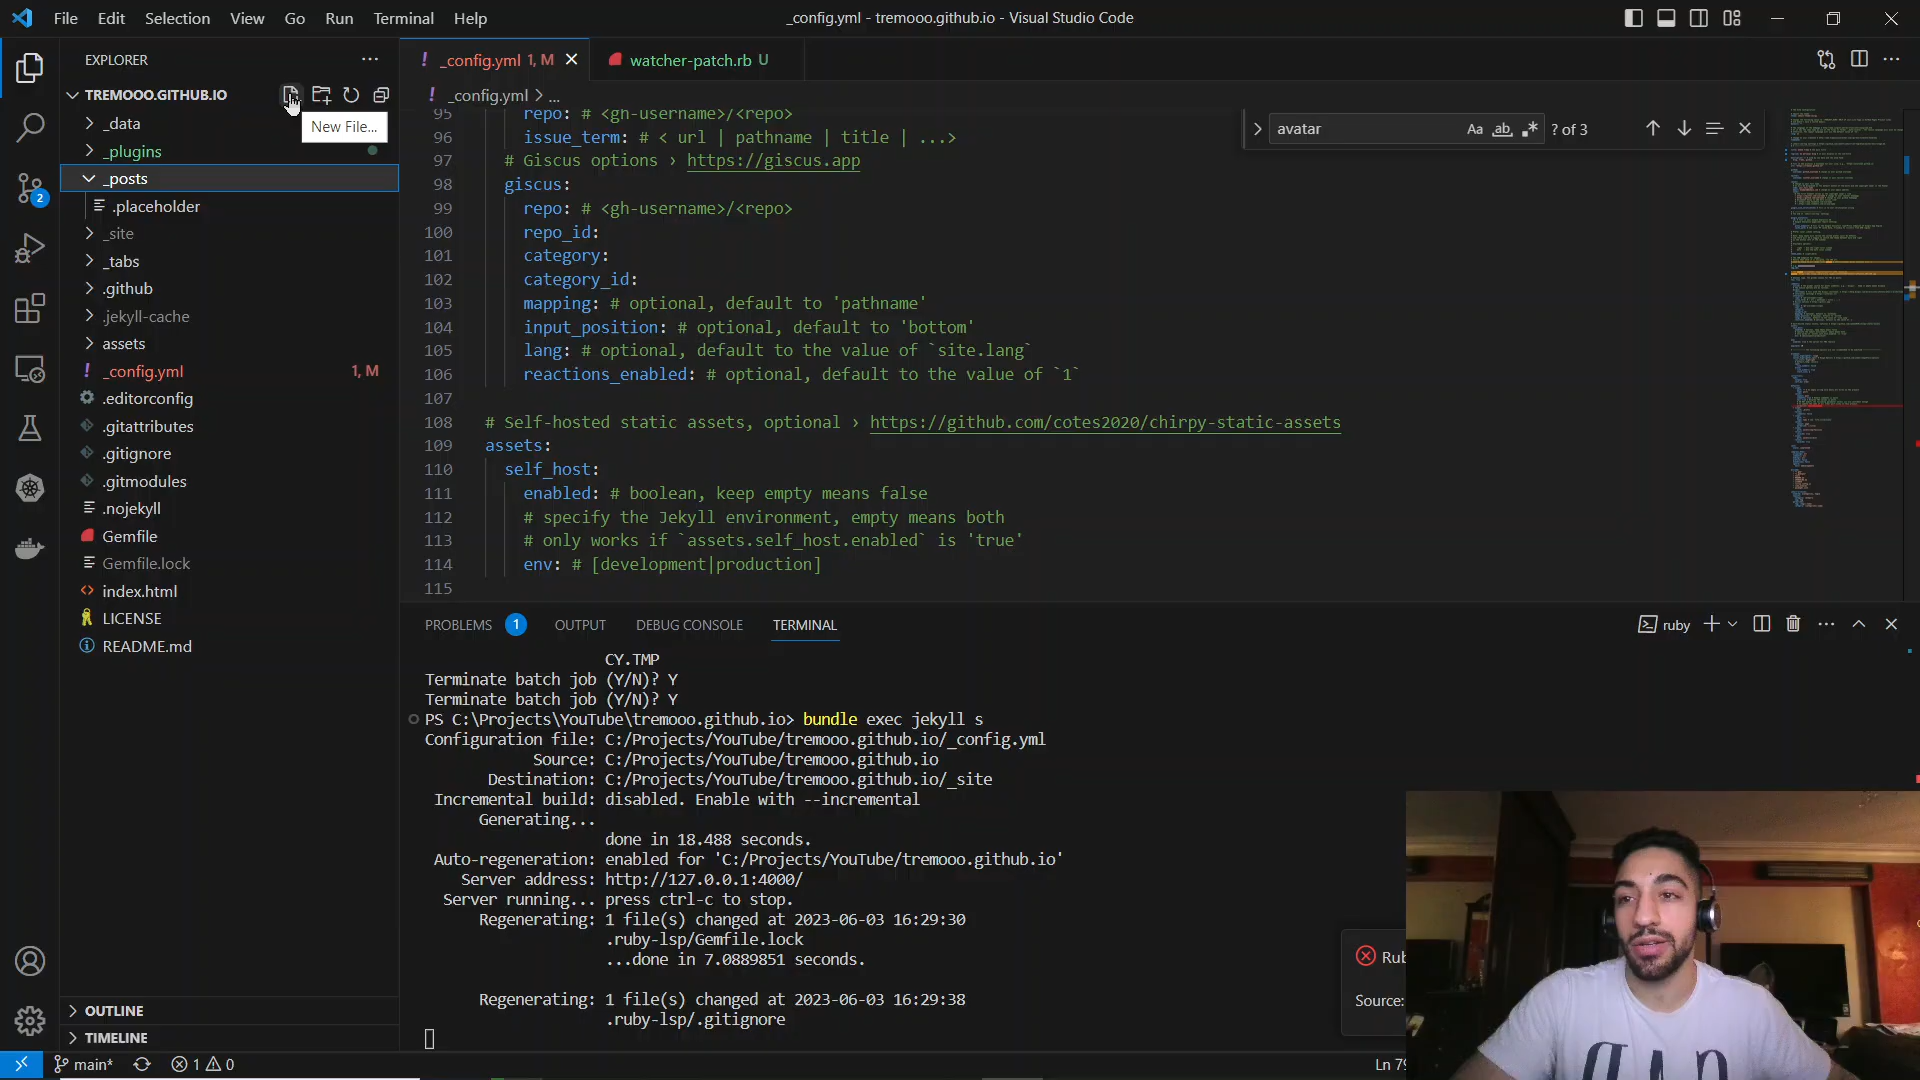 File Edit Selection View Go Run Terminal Help
_config.yml - tremooo.github.io - Visual Studio Code
EXPLORER
TREMOOO.GITHUB.IO
New File...
_data
_plugins
_posts
.placeholder
_site
_tabs
.github
.jekyll-cache
assets
_config.yml 1, M
.editorconfig
.gitattributes
.gitignore
.gitmodules
.nojekyll
Gemfile
Gemfile.lock
index.html
LICENSE
README.md
OUTLINE
TIMELINE
2
_config.yml 1, M
watcher-patch.rb U
_config.yml > ...
avatar
Aa ab .*
? of 3
95 repo: # <gh-username>/<repo>
96 issue_term: # < url | pathname | title | ...>
97 # Giscus options › https://giscus.app
98 giscus:
99 repo: # <gh-username>/<repo>
100 repo_id:
101 category:
102 category_id:
103 mapping: # optional, default to 'pathname'
104 input_position: # optional, default to 'bottom'
105 lang: # optional, default to the value of `site.lang`
106 reactions_enabled: # optional, default to the value of `1`
107
108 # Self-hosted static assets, optional › https://github.com/cotes2020/chirpy-static-assets
109 assets:
110 self_host:
111 enabled: # boolean, keep empty means false
112 # specify the Jekyll environment, empty means both
113 # only works if `assets.self_host.enabled` is 'true'
114 env: # [development|production]
115
PROBLEMS 1 OUTPUT DEBUG CONSOLE TERMINAL
ruby
CY.TMP
Terminate batch job (Y/N)? Y
Terminate batch job (Y/N)? Y
PS C:\Projects\YouTube\tremooo.github.io> bundle exec jekyll s
Configuration file: C:/Projects/YouTube/tremooo.github.io/_config.yml
Source: C:/Projects/YouTube/tremooo.github.io
Destination: C:/Projects/YouTube/tremooo.github.io/_site
Incremental build: disabled. Enable with --incremental
Generating...
done in 18.488 seconds.
Auto-regeneration: enabled for 'C:/Projects/YouTube/tremooo.github.io'
Server address: http://127.0.0.1:4000/
Server running... press ctrl-c to stop.
Regenerating: 1 file(s) changed at 2023-06-03 16:29:30
.ruby-lsp/Gemfile.lock
...done in 7.0889851 seconds.
Regenerating: 1 file(s) changed at 2023-06-03 16:29:38
.ruby-lsp/.gitignore
Source:
main*
1 0